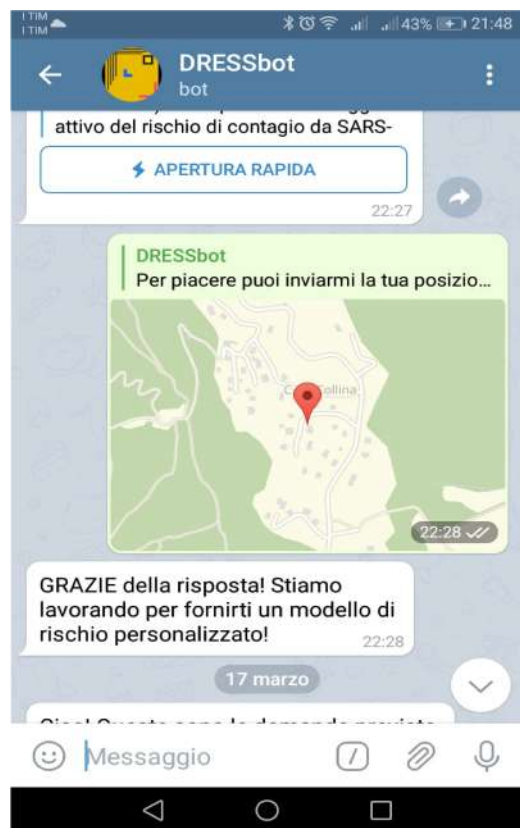 I TIM
I TIM
43% 21:48
DRESSbot
bot
attivo del rischio di contagio da SARS-
APERTURA RAPIDA
22:27
DRESSbot
Per piacere puoi inviarmi la tua posizio...
Collina
22:28
GRAZIE della risposta! Stiamo
lavorando per fornirti un modello di
rischio personalizzato!
22:28
17 marzo
Messaggio